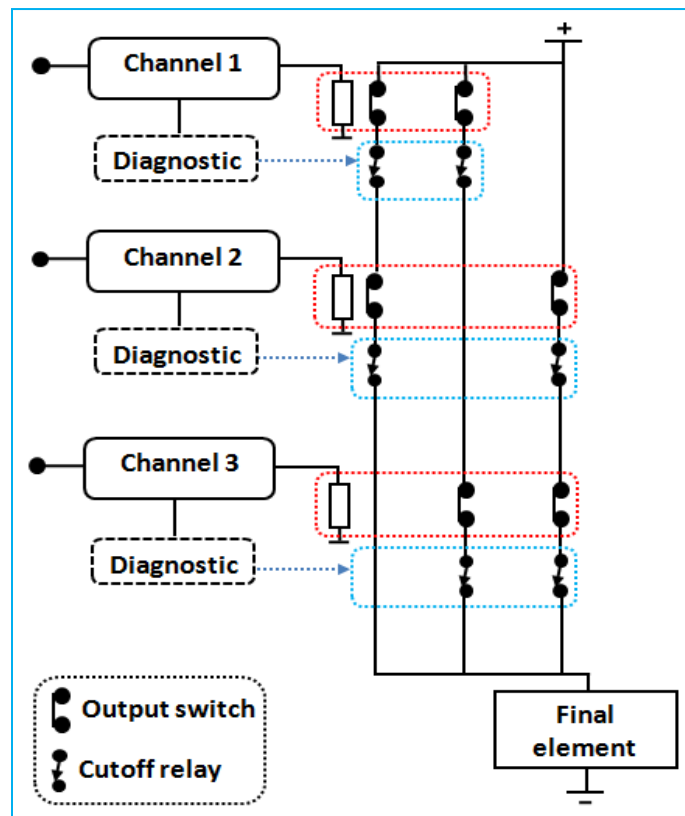 +
Channel 1
Diagnostic
Channel 2
Diagnostic
Channel 3
Diagnostic
Output switch
Cutoff relay
Final
element
−